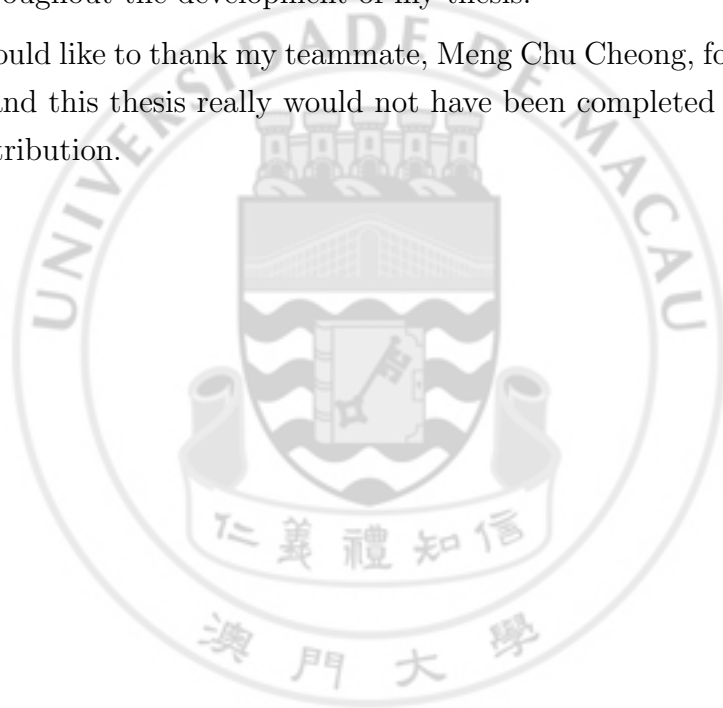 oughout the development of my thesis.
ould like to thank my teammate, Meng Chu Cheong, fo
nd this thesis really would not have been completed
tribution.
UNIVERSIDADE DE MACAU
仁義禮知信
澳門大學